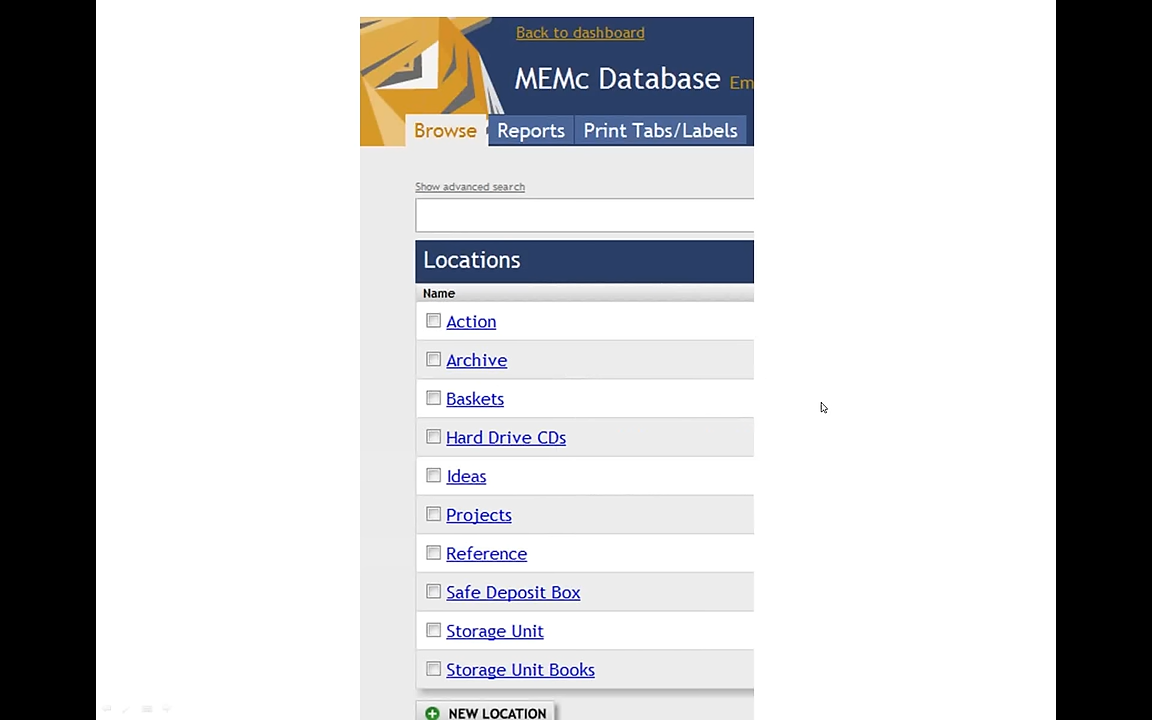 Back to dashboard
MEMc Database Em
Browse Reports Print Tabs/Labels
Show advanced search
Locations
Name
Action
Archive
Baskets
Hard Drive CDs
Ideas
Projects
Reference
Safe Deposit Box
Storage Unit
Storage Unit Books
NEW LOCATION